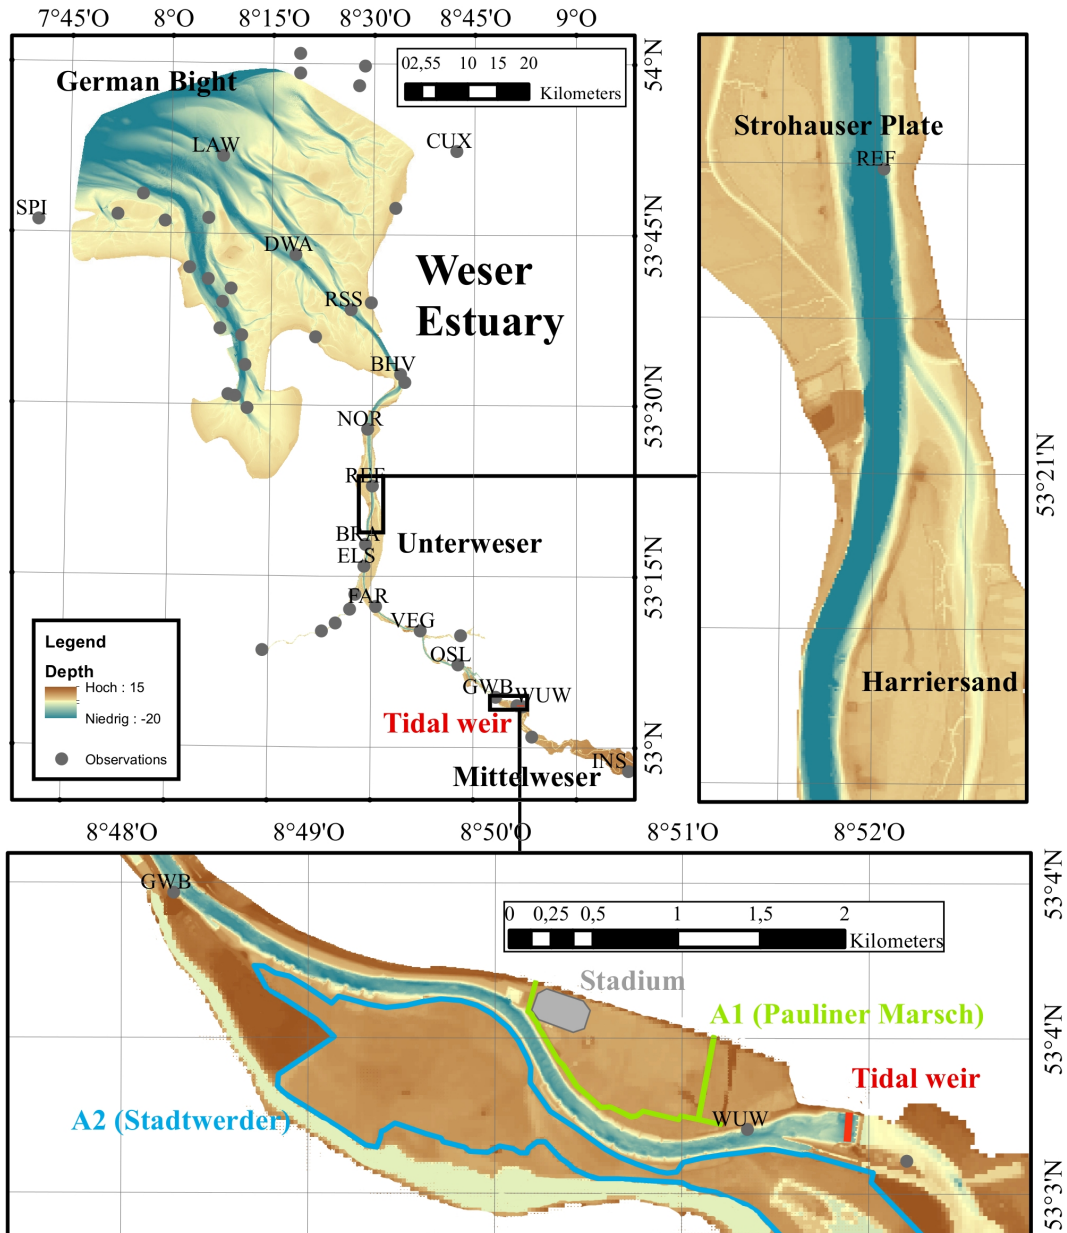 7°45'O 8°O 8°15'O 8°30'O 8°45'O 9°O
German Bight
02,55 10 15 20
Kilometers
54°N
LAW
CUX
SPI
DWA
53°45'N
Weser
Estuary
RSS
BHV
53°30'N
NOR
REF
BRA
Unterweser
ELS
53°15'N
FAR
VEG
OSL
GWB
WUW
Tidal weir
53°N
INS
Mittelweser
Legend
Depth
Hoch : 15
Niedrig : -20
Observations
Strohauser Plate
REF
53°21'N
Harriersand
8°48'O 8°49'O 8°50'O 8°51'O 8°52'O
GWB
53°4'N
0 0,25 0,5 1 1,5 2
Kilometers
Stadium
A1 (Pauliner Marsch)
53°4'N
Tidal weir
A2 (Stadtwerder)
WUW
53°3'N